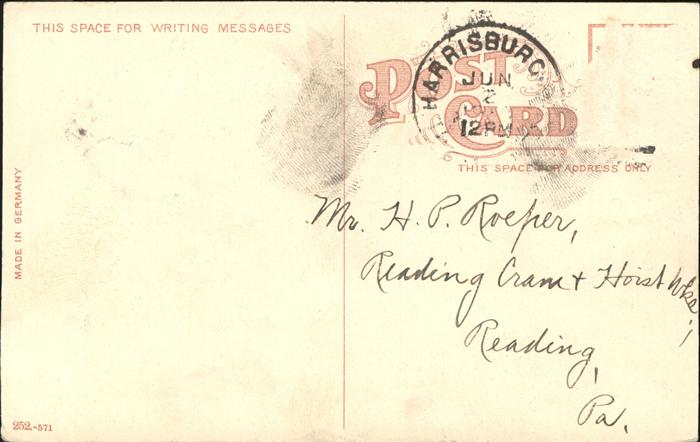 THIS SPACE FOR WRITING MESSAGES
POST CARD
HARRISBURG
JUN
2
12 PM
THIS SPACE FOR ADDRESS ONLY
MADE IN GERMANY
Mr. H. P. Roeper,
Reading Crane & Hoist Wks,
Reading,
Pa.
252.-571